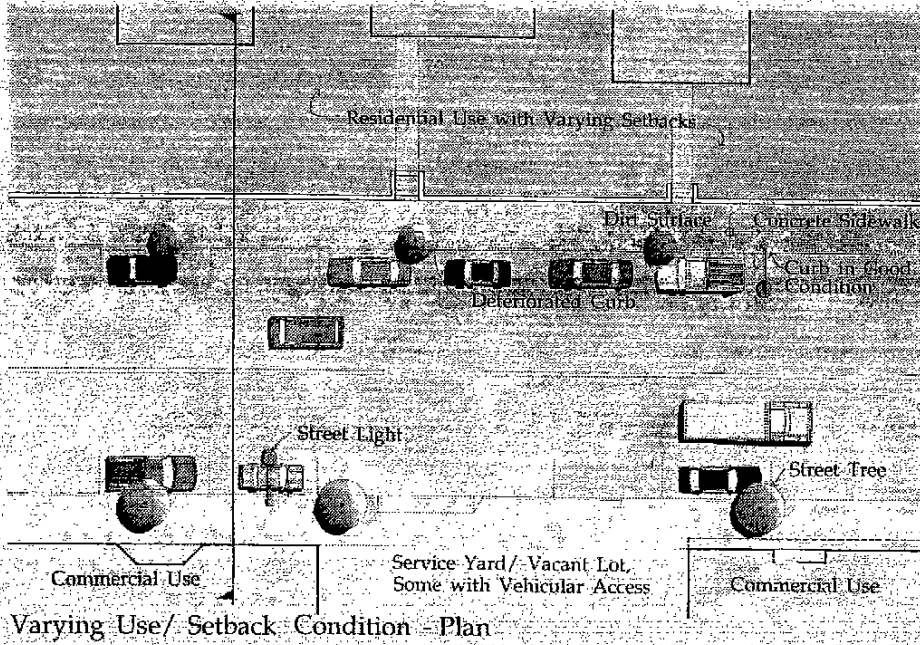 Residential Use with Varying Setbacks
Dirt Surface
Concrete Sidewalk
Curb in Good
Condition
Deteriorated Curb
Street Light
Street Tree
Commercial Use
Service Yard/ Vacant Lot,
Some with Vehicular Access
Commercial Use
Varying Use/ Setback Condition - Plan